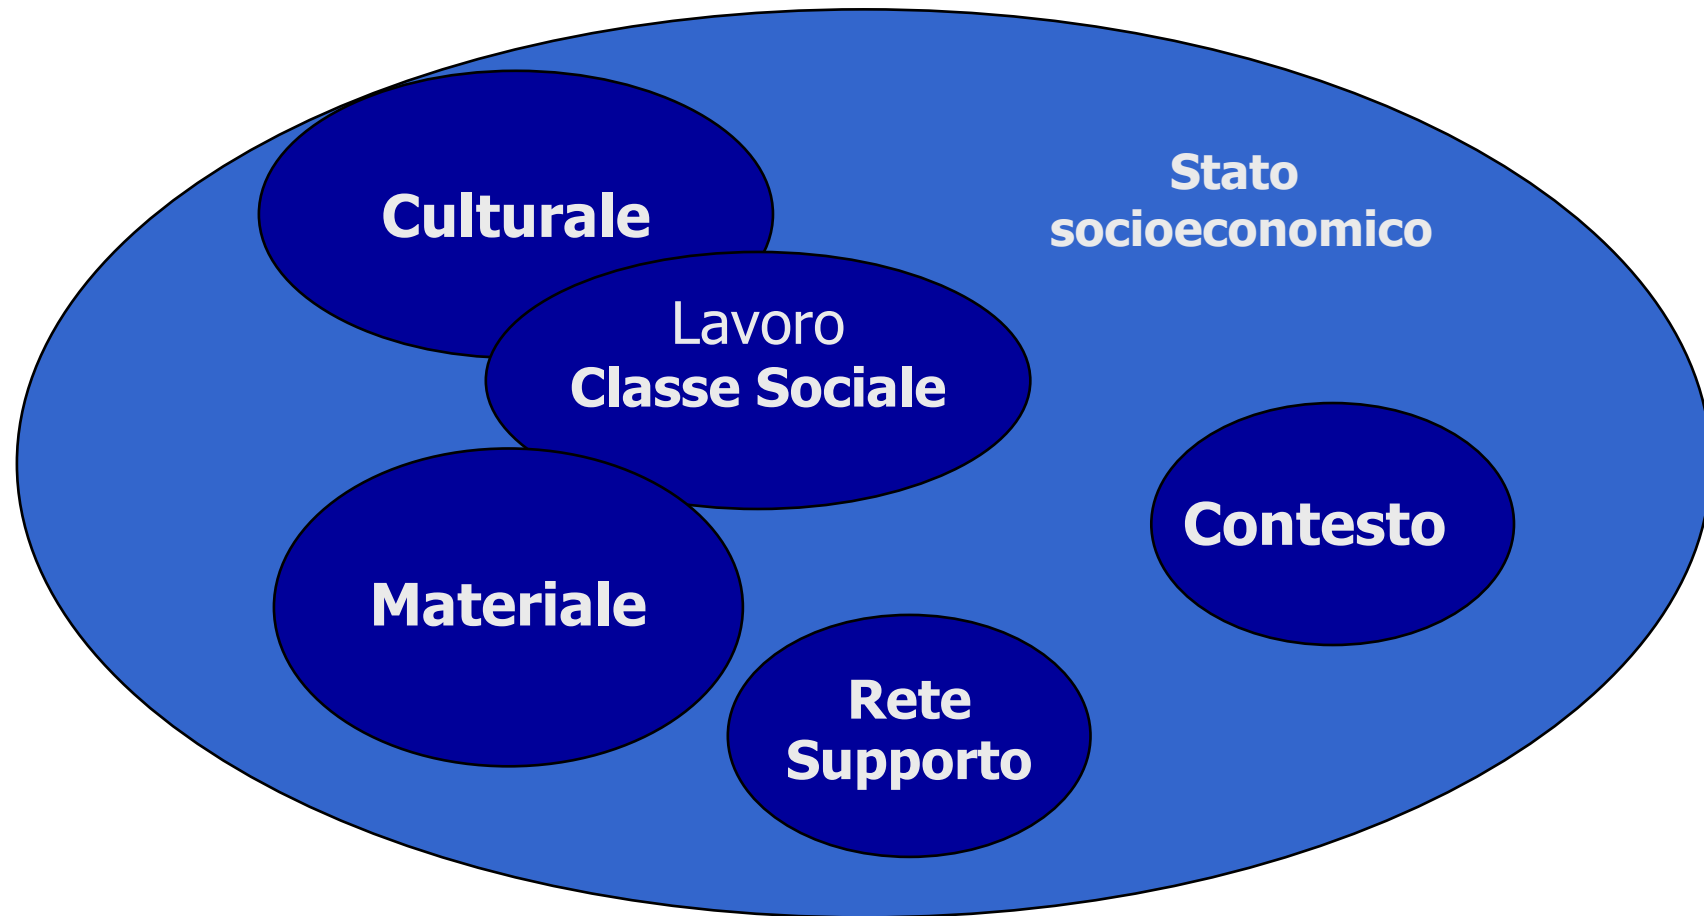 Culturale
Stato
socioeconomico
Lavoro
Classe Sociale
Contesto
Materiale
Rete
Supporto